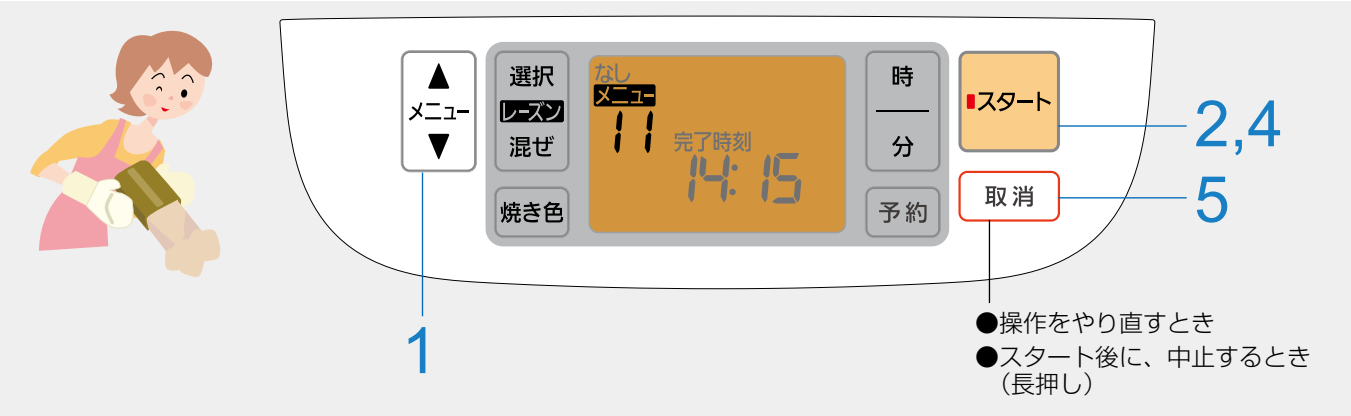 ▲
メニュー
▼
選択
レーズン
混ぜ
焼き色
なし
メニュー
11
完了時刻
14:15
時
分
予約
スタート
取消
1
2,4
5
●操作をやり直すとき
●スタート後に、中止するとき
（長押し）